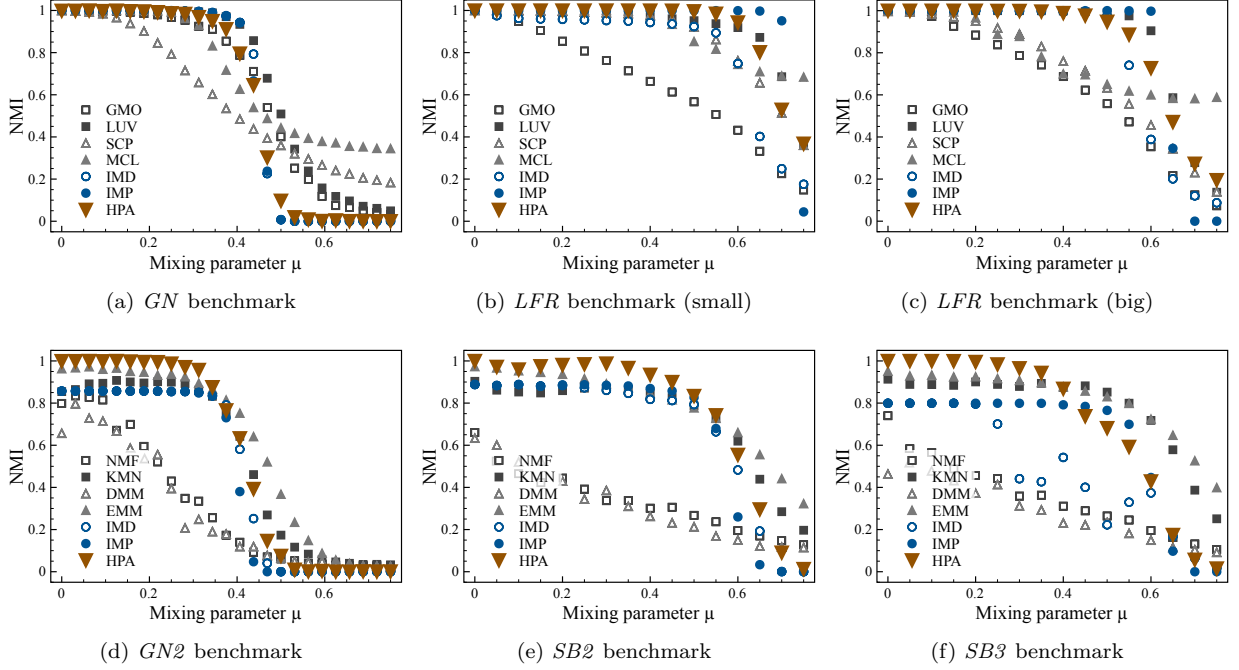 NMI
1
0.8
0.6
0.4
0.2
0
GMO
LUV
SCP
MCL
IMD
IMP
HPA
0 0.2 0.4 0.6
Mixing parameter μ
(a) GN benchmark
NMI
1
0.8
0.6
0.4
0.2
0
GMO
LUV
SCP
MCL
IMD
IMP
HPA
0 0.2 0.4 0.6
Mixing parameter μ
(b) LFR benchmark (small)
NMI
1
0.8
0.6
0.4
0.2
0
GMO
LUV
SCP
MCL
IMD
IMP
HPA
0 0.2 0.4 0.6
Mixing parameter μ
(c) LFR benchmark (big)
NMI
1
0.8
0.6
0.4
0.2
0
NMF
KMN
DMM
EMM
IMD
IMP
HPA
0 0.2 0.4 0.6
Mixing parameter μ
(d) GN2 benchmark
NMI
1
0.8
0.6
0.4
0.2
0
NMF
KMN
DMM
EMM
IMD
IMP
HPA
0 0.2 0.4 0.6
Mixing parameter μ
(e) SB2 benchmark
NMI
1
0.8
0.6
0.4
0.2
0
NMF
KMN
DMM
EMM
IMD
IMP
HPA
0 0.2 0.4 0.6
Mixing parameter μ
(f) SB3 benchmark